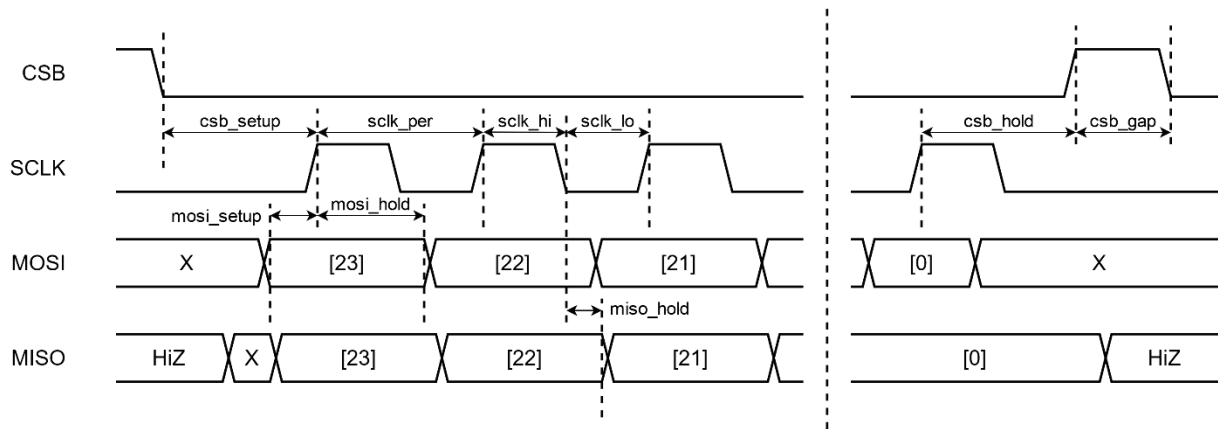 CSB
csb_setup sclk_per sclk_hi sclk_lo csb_hold csb_gap
SCLK
mosi_setup mosi_hold
MOSI X [23] [22] [21] [0] X
miso_hold
MISO HiZ X [23] [22] [21] [0] HiZ